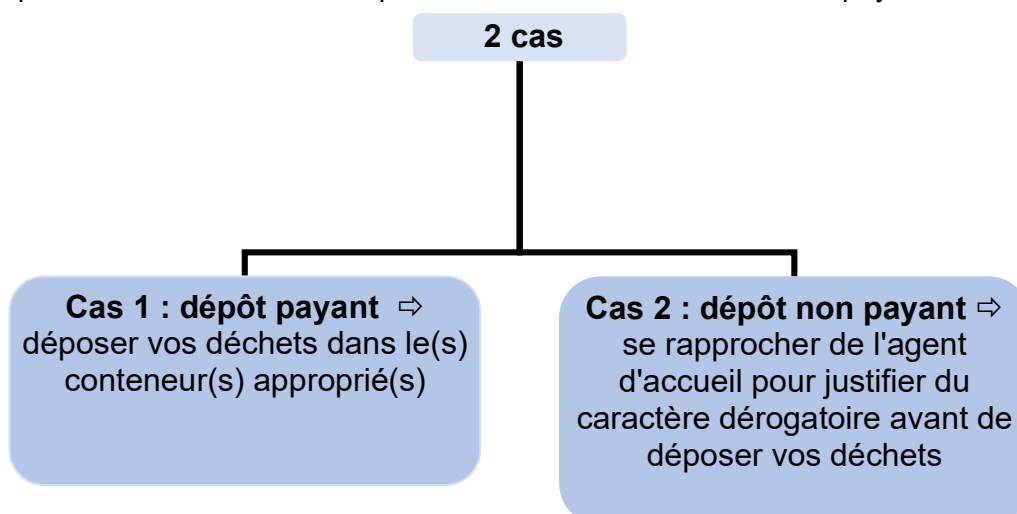 2 cas
Cas 1 : dépôt payant ⇨
déposer vos déchets dans le(s)
conteneur(s) approprié(s)
Cas 2 : dépôt non payant ⇨
se rapprocher de l'agent
d'accueil pour justifier du
caractère dérogatoire avant de
déposer vos déchets